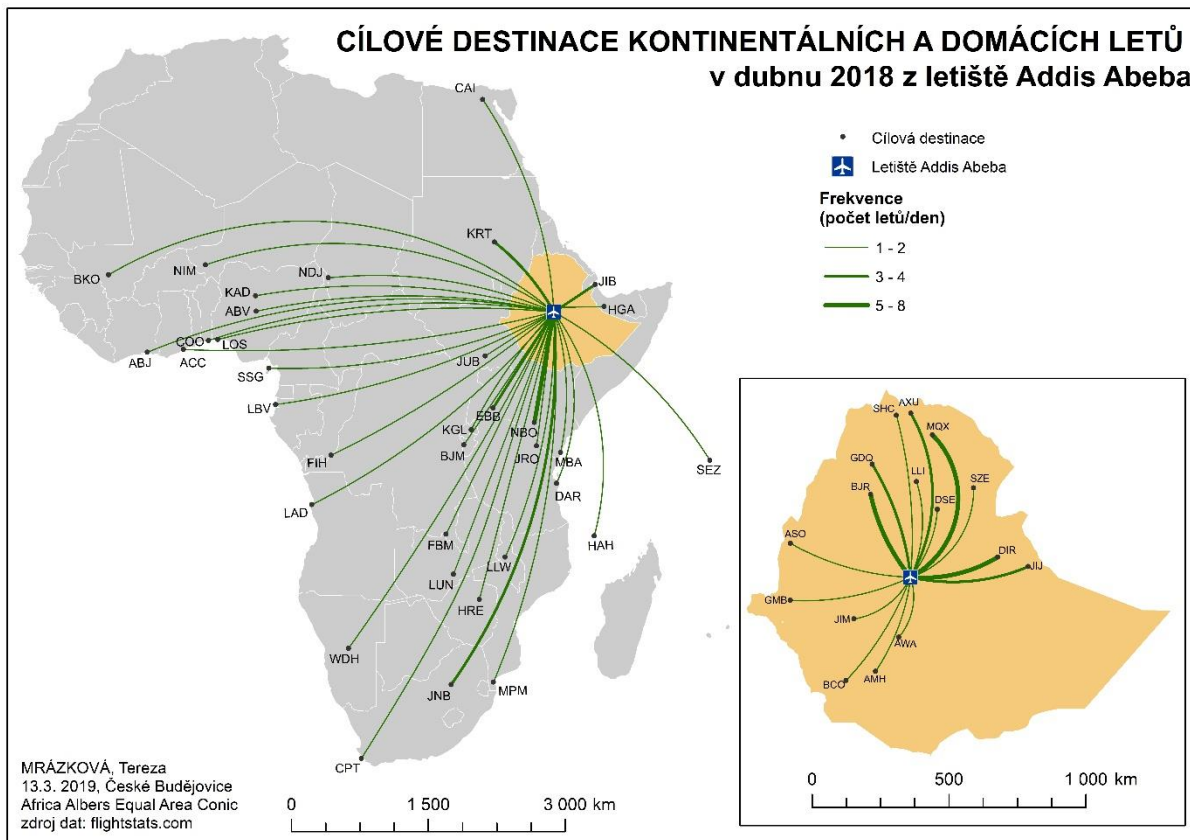 CÍLOVÉ DESTINACE KONTINENTÁLNÍCH A DOMÁCÍCH LETŮ
v dubnu 2018 z letiště Addis Abeba
Cílová destinace
Letiště Addis Abeba
Frekvence
(počet letů/den)
1 - 2
3 - 4
5 - 8
CAI
KRT
BKO
NIM
NDJ
JIB
KAD
HGA
ABV
COO
LOS
ABJ
ACC
JUB
SSG
LBV
EBB
KGL
NBO
BJM
JRO
MBA
FIH
SEZ
DAR
LAD
FBM
HAH
LLW
LUN
HRE
WDH
JNB
MPM
CPT
SHC
AXU
MQX
GDQ
LLI
BJR
SZE
DSE
ASO
DIR
JIJ
GMB
JIM
AWA
BCO
AMH
0
500
1 000 km
MRÁZKOVÁ, Tereza
13.3. 2019, České Budějovice
Africa Albers Equal Area Conic
zdroj dat: flightstats.com
0
1 500
3 000 km